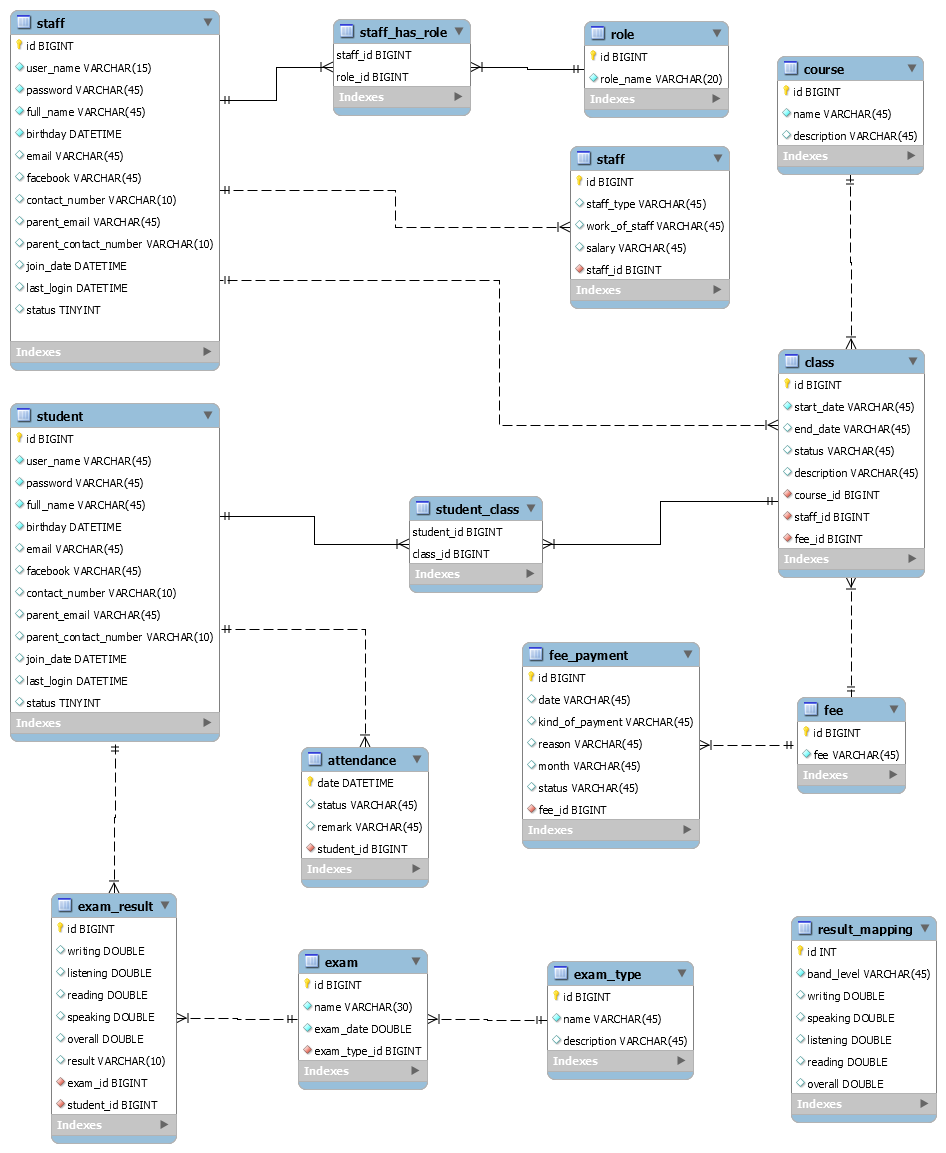 staff
id BIGINT
user_name VARCHAR(15)
password VARCHAR(45)
full_name VARCHAR(45)
birthday DATETIME
email VARCHAR(45)
facebook VARCHAR(45)
contact_number VARCHAR(10)
parent_email VARCHAR(45)
parent_contact_number VARCHAR(10)
join_date DATETIME
last_login DATETIME
status TINYINT
Indexes
staff_has_role
staff_id BIGINT
role_id BIGINT
Indexes
role
id BIGINT
role_name VARCHAR(20)
Indexes
course
id BIGINT
name VARCHAR(45)
description VARCHAR(45)
Indexes
staff
id BIGINT
staff_type VARCHAR(45)
work_of_staff VARCHAR(45)
salary VARCHAR(45)
staff_id BIGINT
Indexes
class
id BIGINT
start_date VARCHAR(45)
end_date VARCHAR(45)
status VARCHAR(45)
description VARCHAR(45)
course_id BIGINT
staff_id BIGINT
fee_id BIGINT
Indexes
student
id BIGINT
user_name VARCHAR(45)
password VARCHAR(45)
full_name VARCHAR(45)
birthday DATETIME
email VARCHAR(45)
facebook VARCHAR(45)
contact_number VARCHAR(10)
parent_email VARCHAR(45)
parent_contact_number VARCHAR(10)
join_date DATETIME
last_login DATETIME
status TINYINT
Indexes
student_class
student_id BIGINT
class_id BIGINT
Indexes
fee_payment
id BIGINT
date VARCHAR(45)
kind_of_payment VARCHAR(45)
reason VARCHAR(45)
month VARCHAR(45)
status VARCHAR(45)
fee_id BIGINT
Indexes
fee
id BIGINT
fee VARCHAR(45)
Indexes
attendance
date DATETIME
status VARCHAR(45)
remark VARCHAR(45)
student_id BIGINT
Indexes
exam_result
id BIGINT
writing DOUBLE
listening DOUBLE
reading DOUBLE
speaking DOUBLE
overall DOUBLE
result VARCHAR(10)
exam_id BIGINT
student_id BIGINT
Indexes
exam
id BIGINT
name VARCHAR(30)
exam_date DOUBLE
exam_type_id BIGINT
Indexes
exam_type
id BIGINT
name VARCHAR(45)
description VARCHAR(45)
Indexes
result_mapping
id INT
band_level VARCHAR(45)
writing DOUBLE
speaking DOUBLE
listening DOUBLE
reading DOUBLE
overall DOUBLE
Indexes